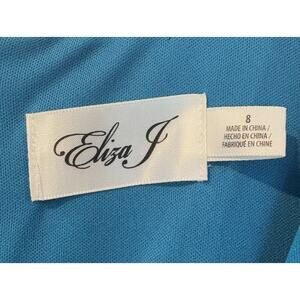 Eliza J
8
MADE IN CHINA /
HECHO EN CHINA /
FABRIQUÉ EN CHINE